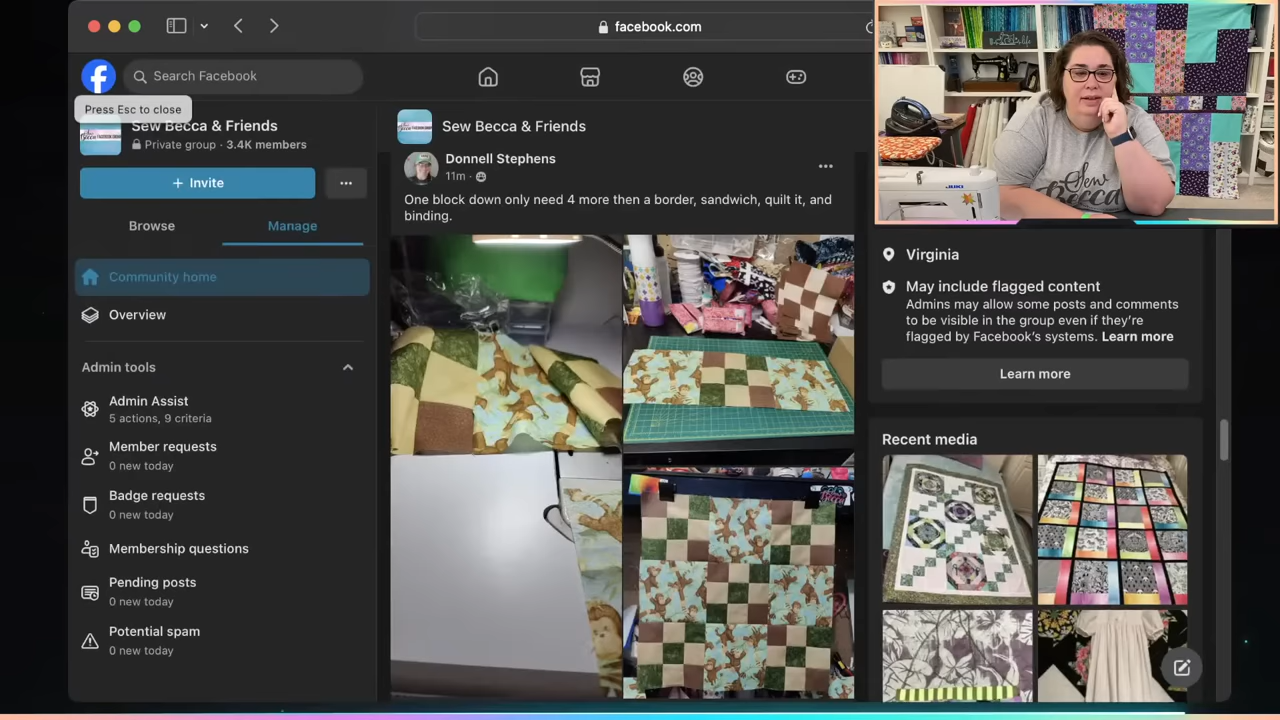 facebook.com
Search Facebook
Press Esc to close
Sew Becca & Friends
Private group · 3.4K members
+ Invite
Browse
Manage
Community home
Overview
Admin tools
Admin Assist
5 actions, 9 criteria
Member requests
0 new today
Badge requests
0 new today
Membership questions
Pending posts
0 new today
Potential spam
0 new today
Sew Becca & Friends
Donnell Stephens
11m ·
One block down only need 4 more then a border, sandwich, quilt it, and
binding.
JUKI
Sew
Becca
Virginia
May include flagged content
Admins may allow some posts and comments
to be visible in the group even if they're
flagged by Facebook's systems. Learn more
Learn more
Recent media